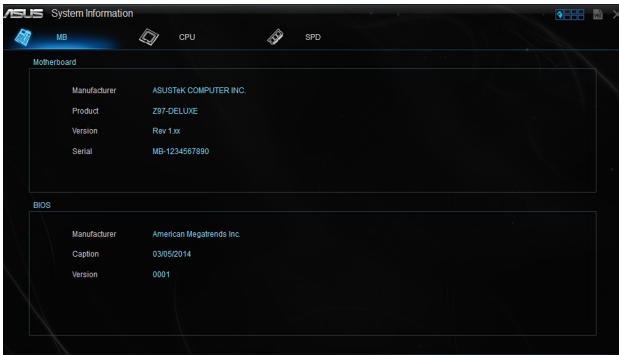 ASUS System Information
MB CPU SPD
Motherboard
Manufacturer ASUSTeK COMPUTER INC.
Product Z97-DELUXE
Version Rev 1.xx
Serial MB-1234567890
BIOS
Manufacturer American Megatrends Inc.
Caption 03/05/2014
Version 0001